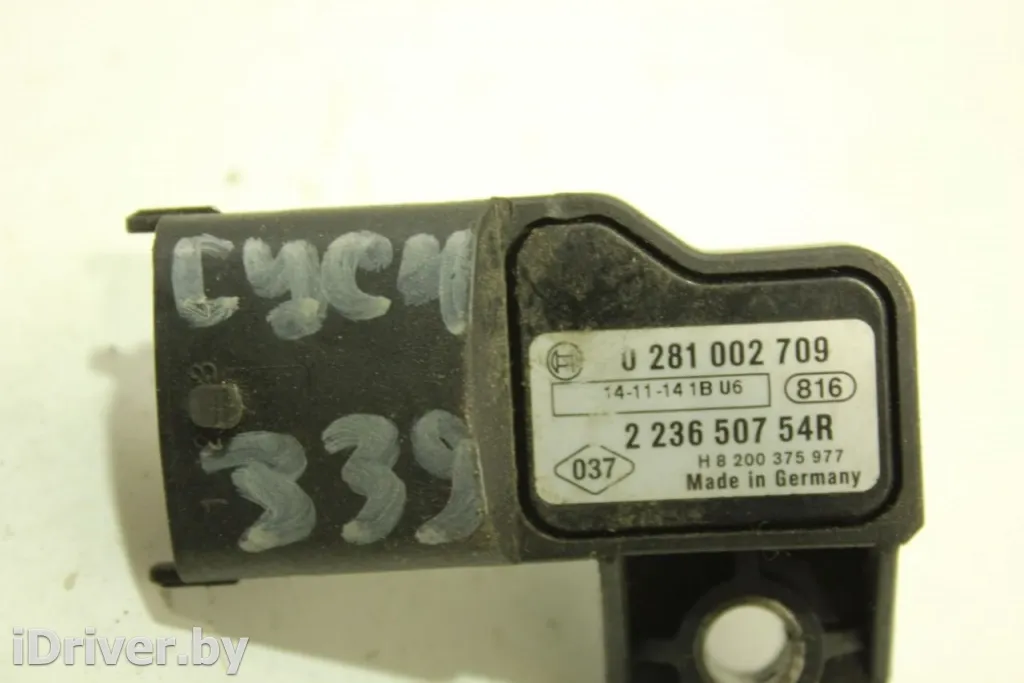 0 281 002 709
14-11-14 1B U6 816
2 236 507 54R
037 H 8 200 375 977
Made in Germany
339
iDriver.by